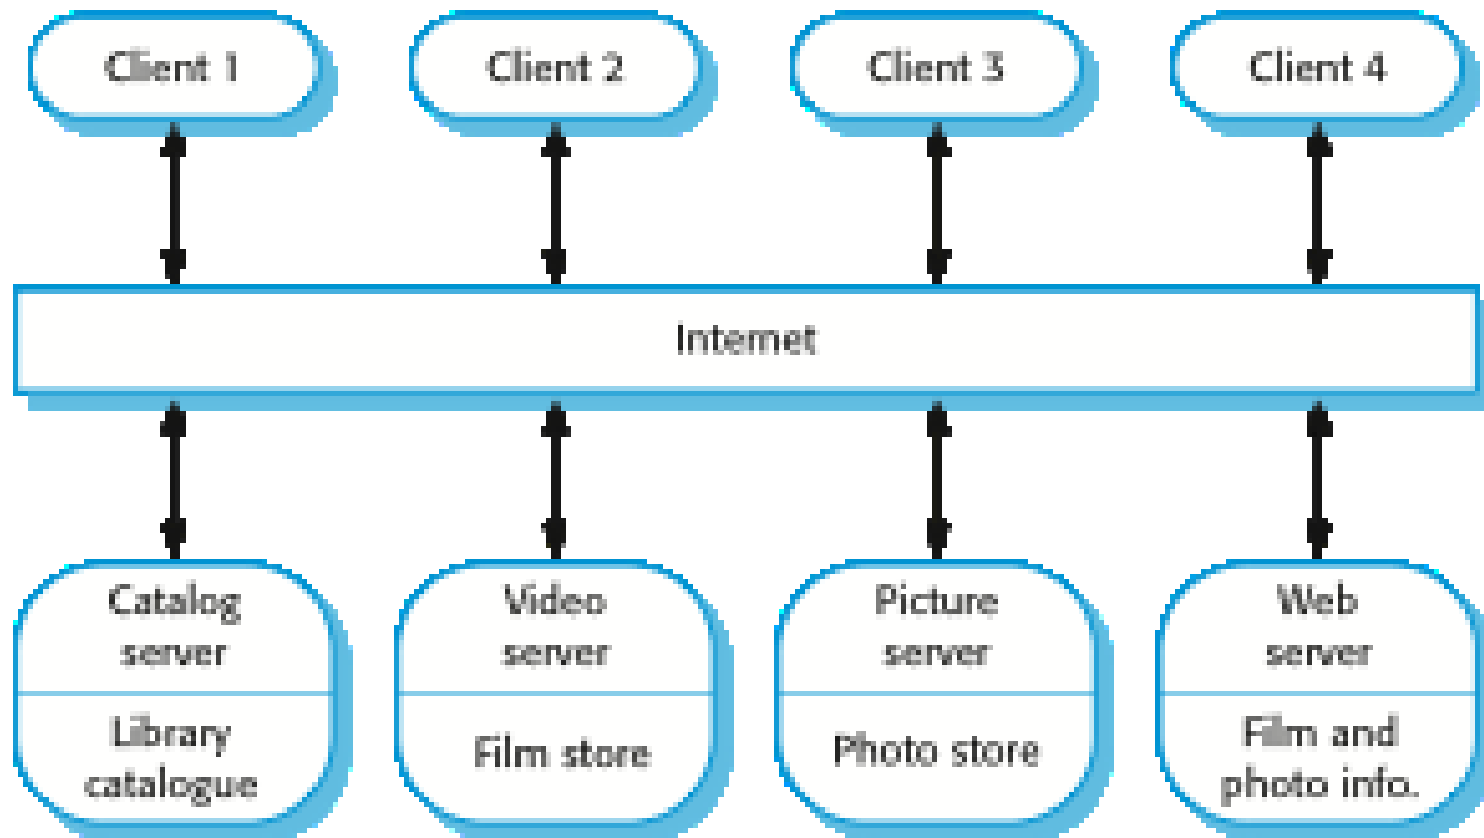 Client 1
Client 2
Client 3
Client 4
Internet
Catalog
server
Library
catalogue
Video
server
Film store
Picture
server
Photo store
Web
server
Film and
photo info.